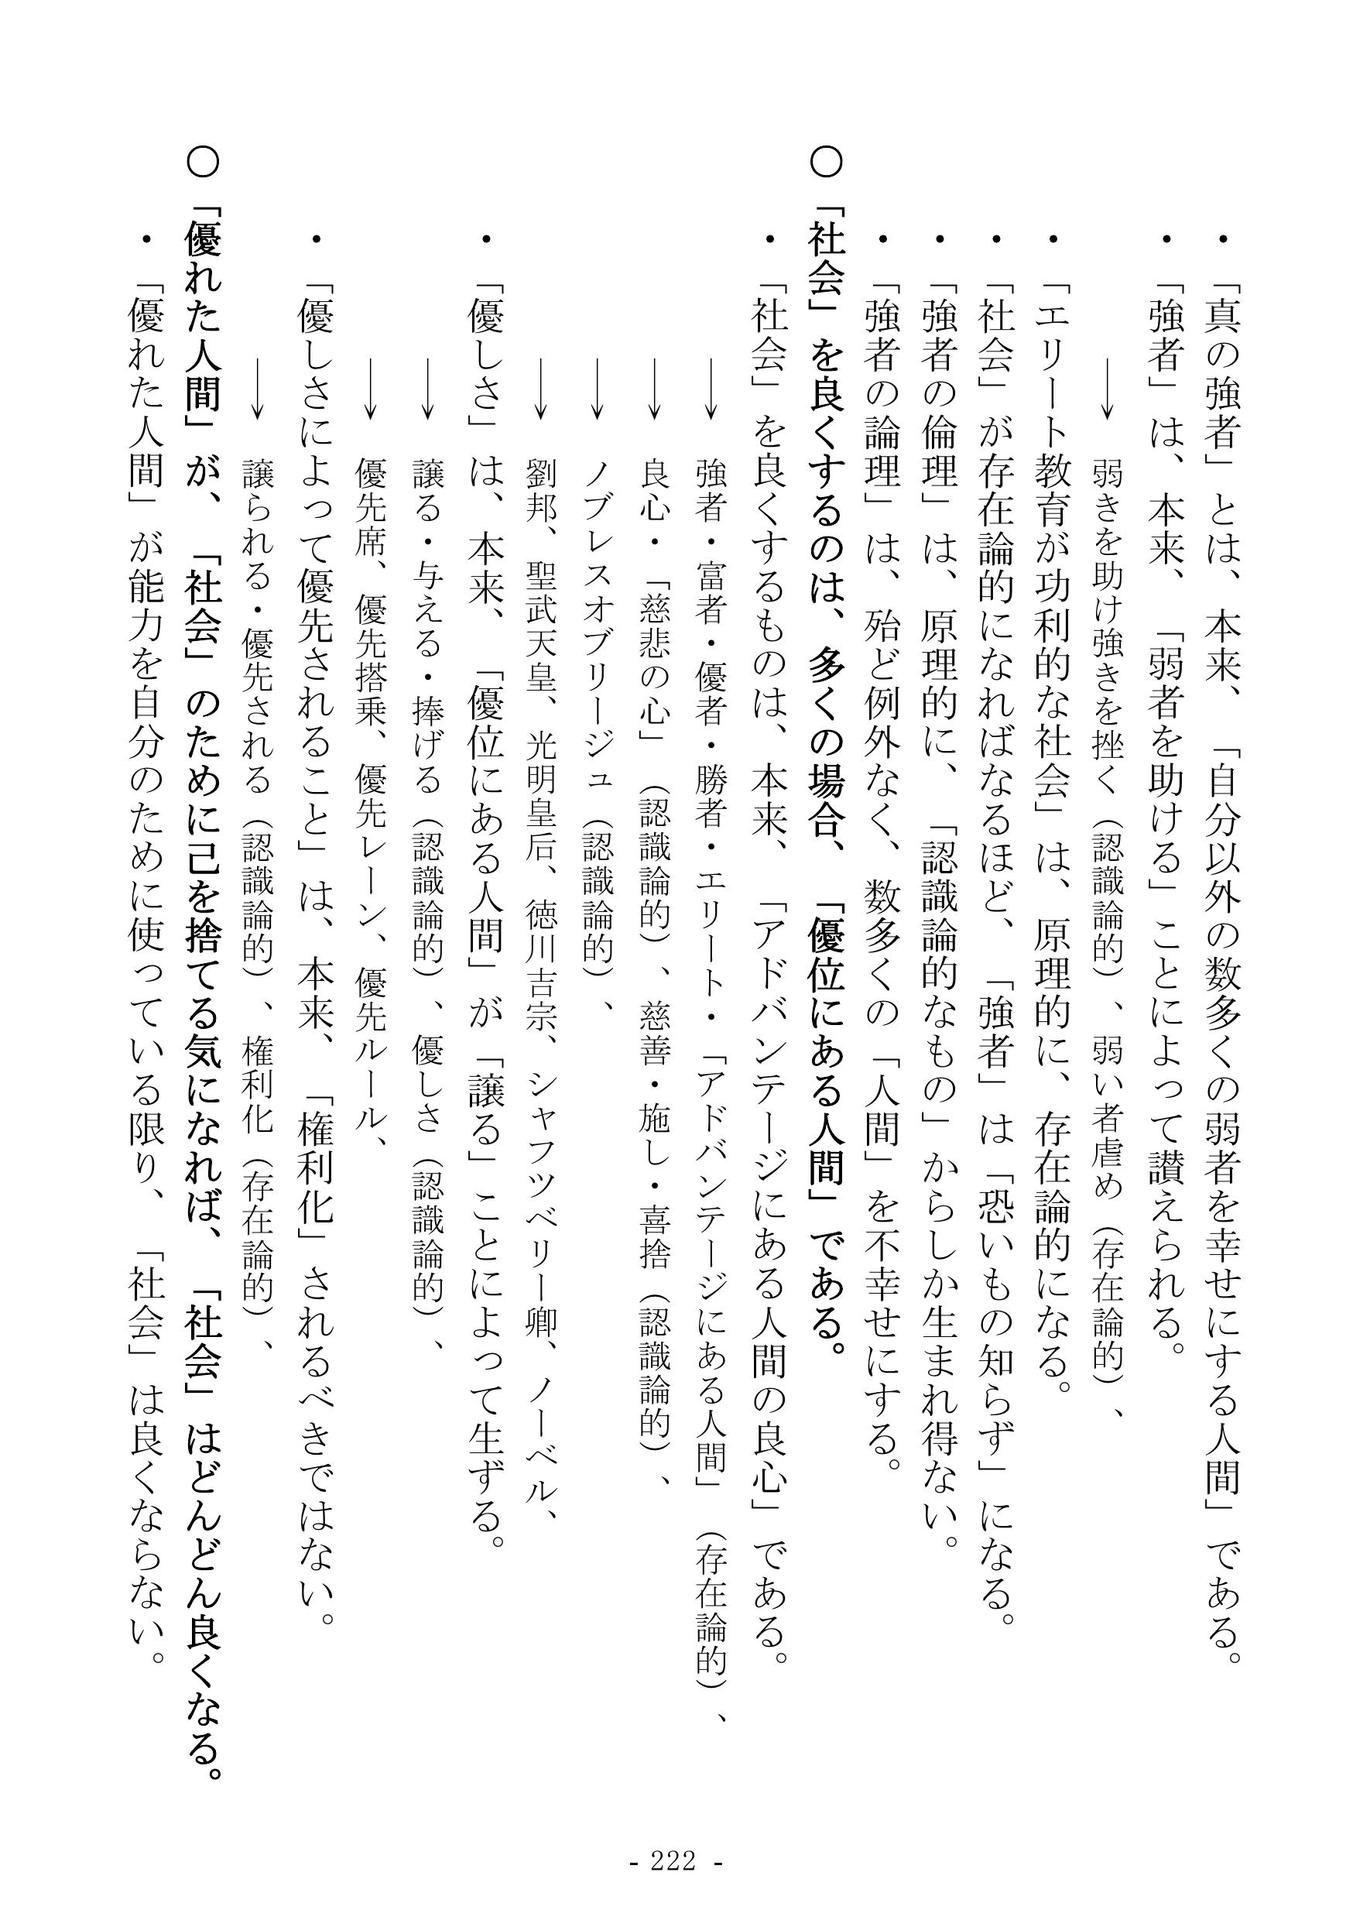 ・「真の強者」とは、本来、「自分以外の数多くの弱者を幸せにする人間」である。
・「強者」は、本来、「弱者を助ける」ことによって讃えられる。
→ 弱きを助け強きを挫く（認識論的）、弱い者虐め（存在論的）、
・「エリート教育が功利的な社会」は、原理的に、存在論的になる。
・「社会」が存在論的になればなるほど、「強者」は「恐いもの知らず」になる。
・「強者の倫理」は、原理的に、「認識論的なもの」からしか生まれ得ない。
・「強者の論理」は、殆ど例外なく、数多くの「人間」を不幸せにする。
○「社会」を良くするのは、多くの場合、「優位にある人間」である。
・「社会」を良くするものは、本来、「アドバンテージにある人間の良心」である。
→ 強者・富者・優者・勝者・エリート・「アドバンテージにある人間」（存在論的）、
→ 良心・「慈悲の心」（認識論的）、慈善・施し・喜捨（認識論的）、
→ ノブレスオブリージュ（認識論的）、
→ 劉邦、聖武天皇、光明皇后、徳川吉宗、シャフツベリー卿、ノーベル、
・「優しさ」は、本来、「優位にある人間」が「譲る」ことによって生ずる。
→ 譲る・与える・捧げる（認識論的）、優しさ（認識論的）、
→ 優先席、優先搭乗、優先レーン、優先ルール、
・「優しさによって優先されること」は、本来、「権利化」されるべきではない。
→ 譲られる・優先される（認識論的）、権利化（存在論的）、
○「優れた人間」が、「社会」のために己を捨てる気になれば、「社会」はどんどん良くなる。
・「優れた人間」が能力を自分のために使っている限り、「社会」は良くならない。
- 222 -